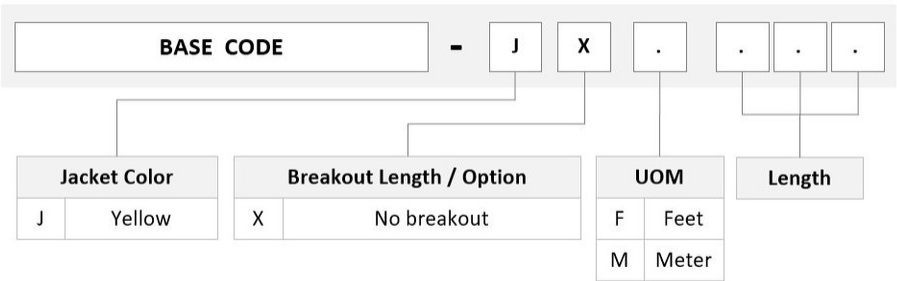 BASE CODE - J X . . . .
Jacket Color
J Yellow
Breakout Length / Option
X No breakout
UOM
F Feet
M Meter
Length